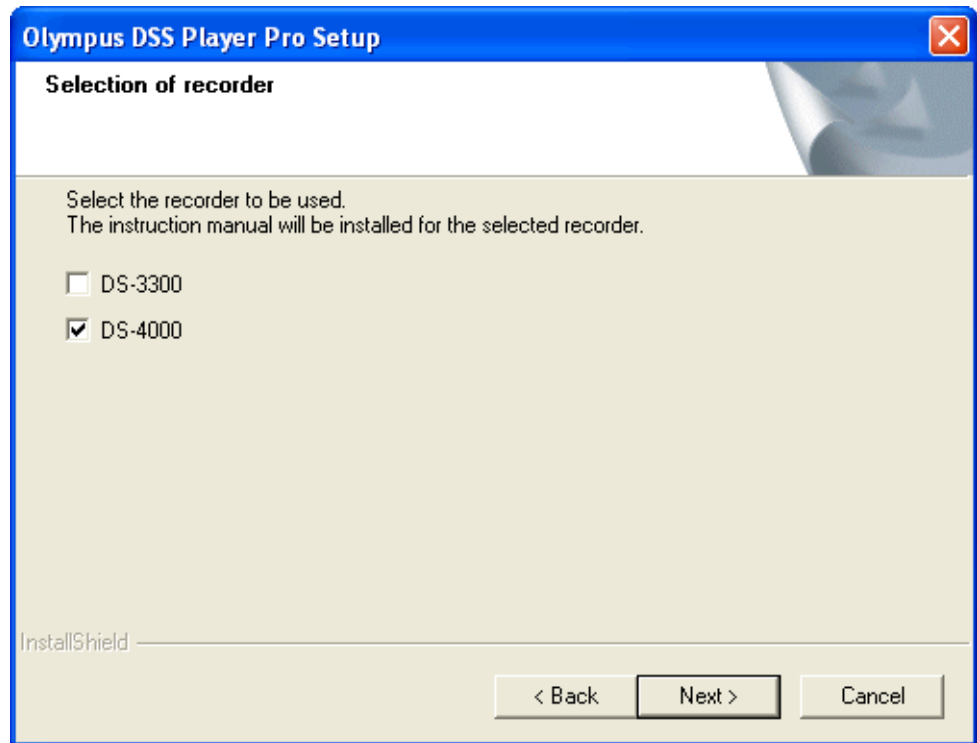 Olympus DSS Player Pro Setup
Selection of recorder
Select the recorder to be used.
The instruction manual will be installed for the selected recorder.
DS-3300
DS-4000
InstallShield
< Back
Next >
Cancel